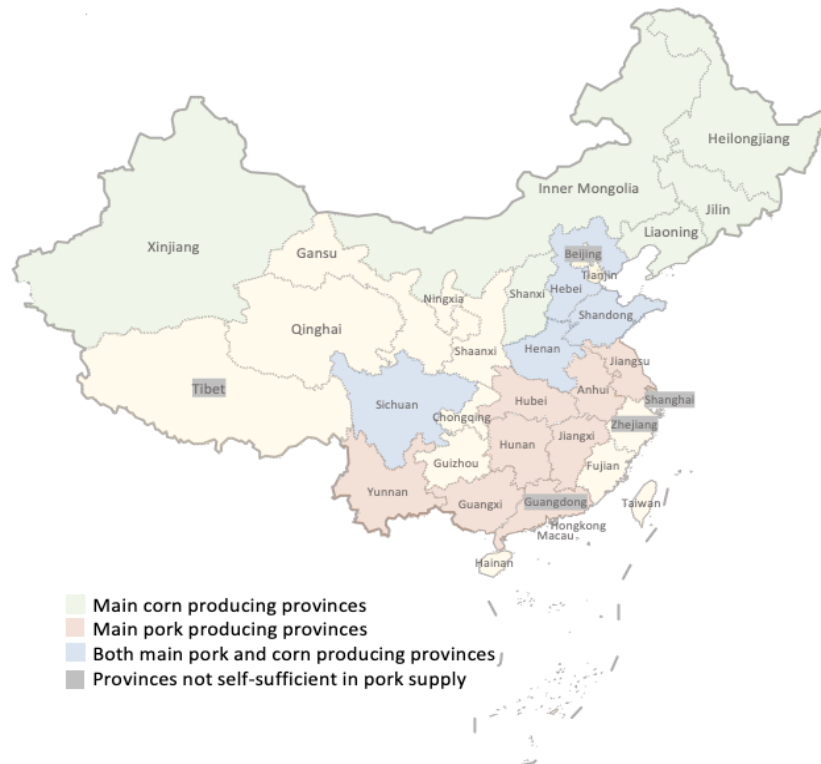 Heilongjiang
Inner Mongolia
Jilin
Liaoning
Xinjiang
Gansu
Beijing
Tianjin
Hebei
Ningxia
Shanxi
Shandong
Qinghai
Shaanxi
Henan
Jiangsu
Tibet
Anhui
Sichuan
Hubei
Shanghai
Chongqing
Zhejiang
Hunan
Jiangxi
Guizhou
Fujian
Yunnan
Guangxi
Guangdong
Taiwan
Hongkong
Macau
Hainan
Main corn producing provinces
Main pork producing provinces
Both main pork and corn producing provinces
Provinces not self-sufficient in pork supply